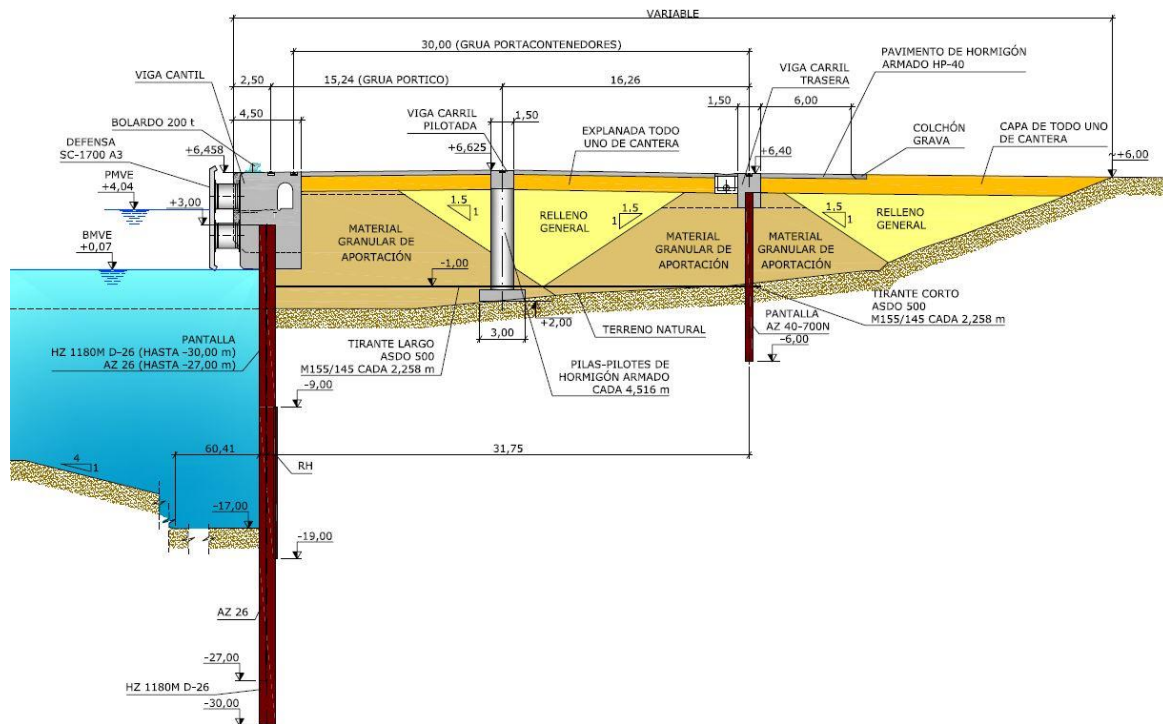 VARIABLE
30,00 (GRUA PORTACONTENEDORES)
PAVIMENTO DE HORMIGÓN
ARMADO HP-40
VIGA CANTIL
2,50
15,24 (GRUA PORTICO)
16,26
VIGA CARRIL
TRASERA
4,50
BOLARDO 200 t
VIGA CARRIL
PILOTADA
1,50
1,50
6,00
DEFENSA
SC-1700 A3
EXPLANADA TODO
UNO DE CANTERA
COLCHÓN
GRAVA
CAPA DE TODO UNO
DE CANTERA
+6,458
+6,625
+6,40
+6,00
PMVE
+4,04
+3,00
1.5
1
1.5
1
1.5
1
RELLENO
GENERAL
RELLENO
GENERAL
MATERIAL
GRANULAR DE
APORTACIÓN
MATERIAL
GRANULAR DE
APORTACIÓN
MATERIAL
GRANULAR DE
APORTACIÓN
BMVE
+0,07
-1,00
TIRANTE CORTO
ASDO 500
M155/145 CADA 2,258 m
+2,00
3,00
TERRENO NATURAL
PANTALLA
AZ 40-700N
-6,00
PANTALLA
HZ 1180M D-26 (HASTA -30,00 m)
AZ 26 (HASTA -27,00 m)
TIRANTE LARGO
ASDO 500
M155/145 CADA 2,258 m
PILAS-PILOTES DE
HORMIGÓN ARMADO
CADA 4,516 m
-9,00
60,41
31,75
4
1
RH
-17,00
-19,00
AZ 26
-27,00
HZ 1180M D-26
-30,00